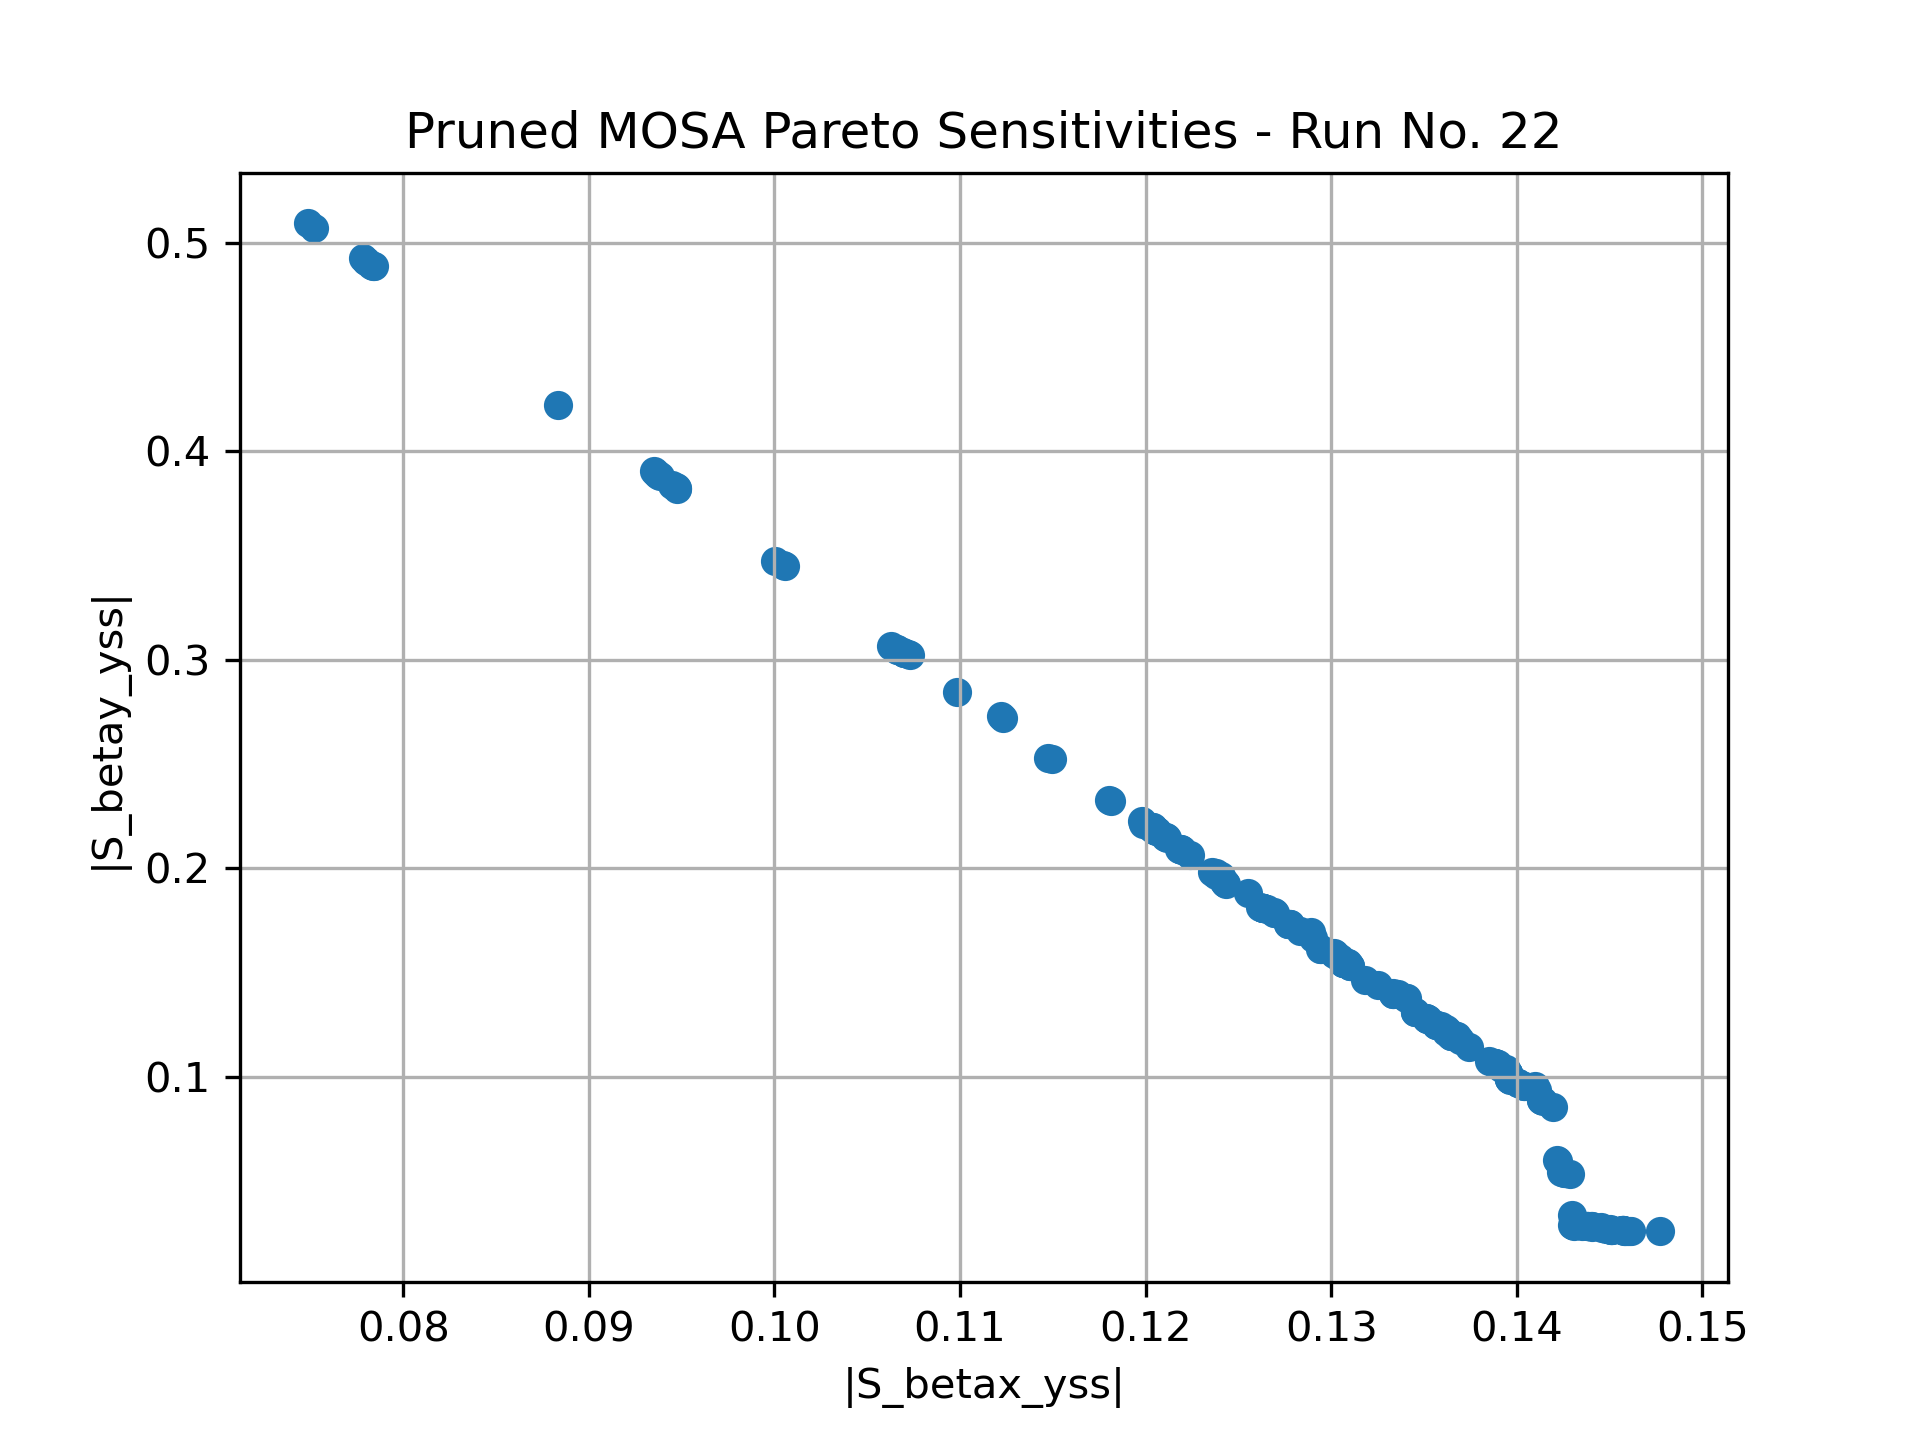 Pruned MOSA Pareto Sensitivities - Run No. 22
|S_betay_yss|
0.5
0.4
0.3
0.2
0.1
0.08 0.09 0.10 0.11 0.12 0.13 0.14 0.15
|S_betax_yss|